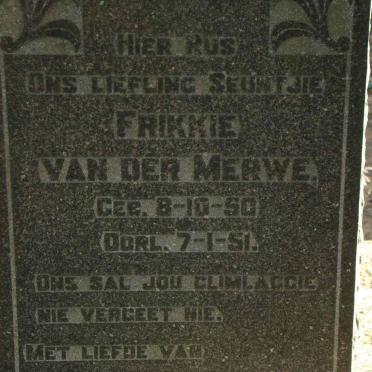 Hier Rus
Ons Liefling Seuntjie
Frikkie
van der Merwe,
Geb. 8-10-50
Oorl. 7-1-51.
Ons sal jou glimlaggie
nie vergeet nie.
Met liefde van